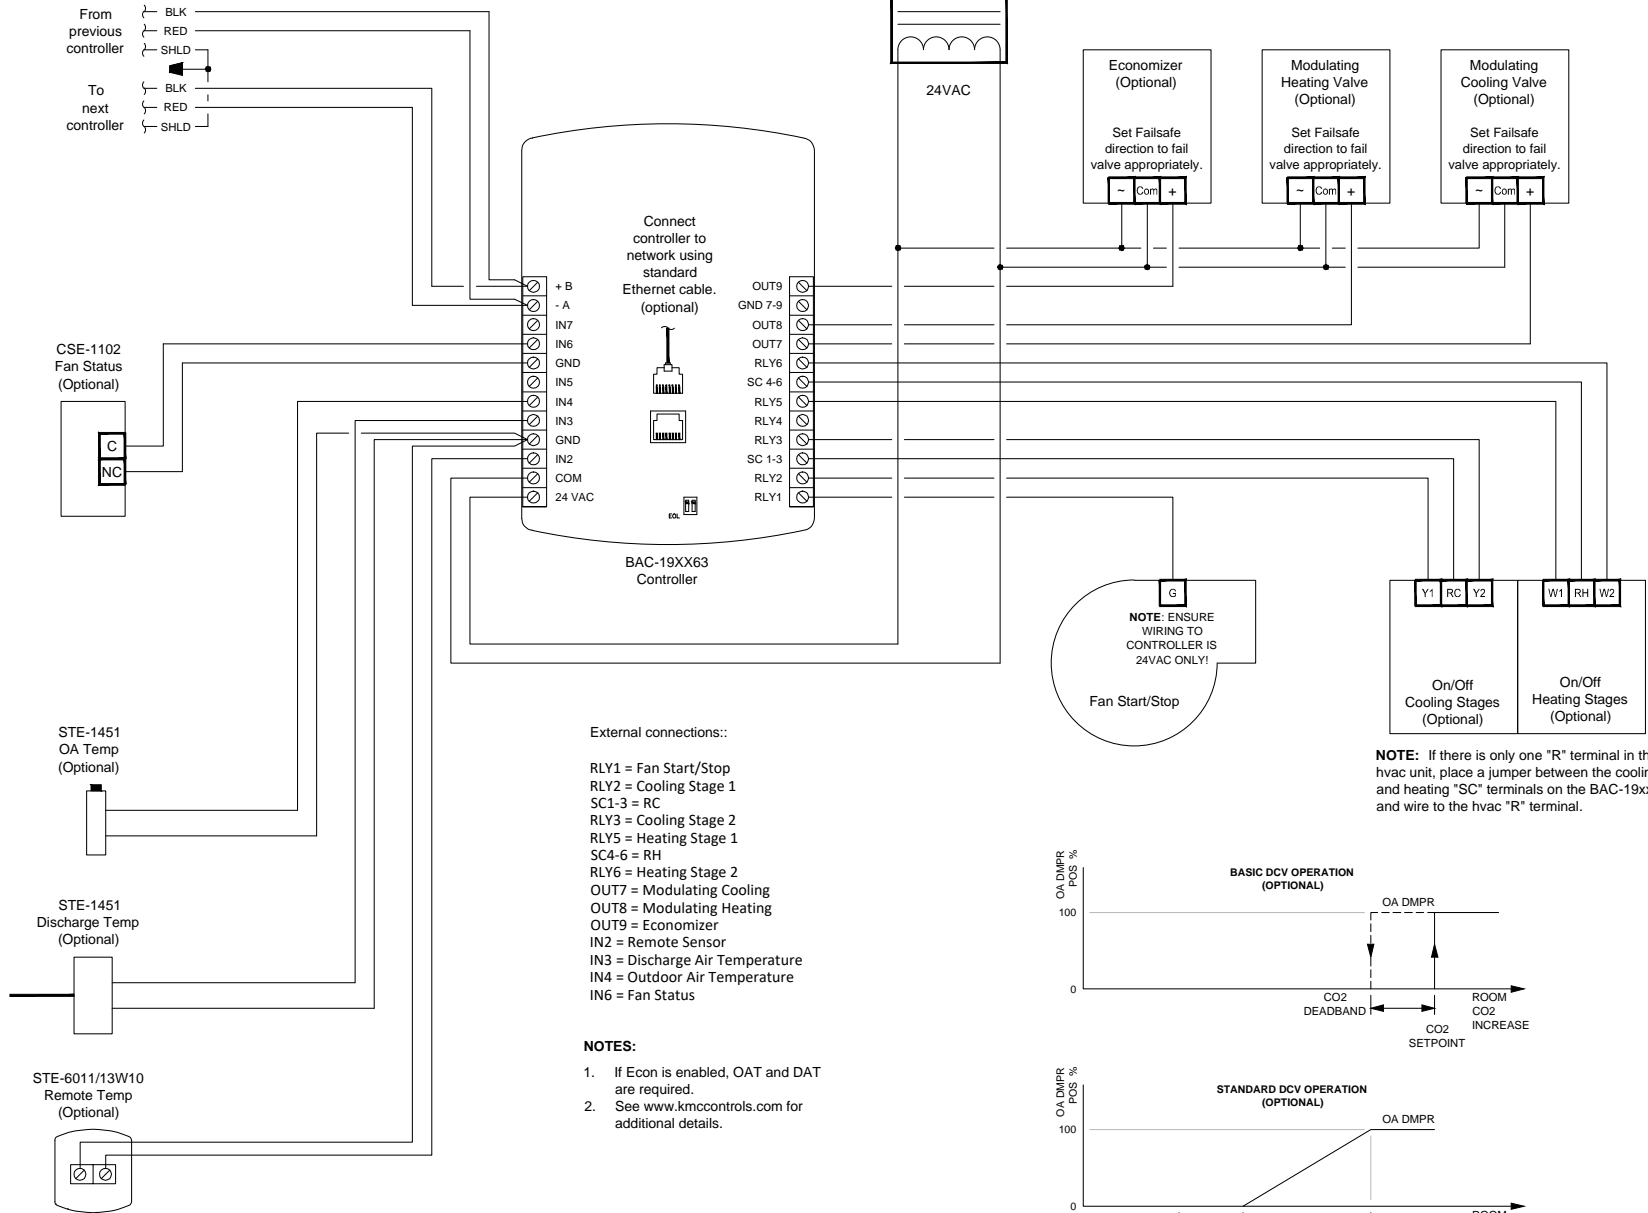 From
previous
controller
BLK
RED
SHLD
To
next
controller
BLK
RED
SHLD
24VAC
Economizer
(Optional)
Set Failsafe
direction to fail
valve appropriately.
~ Com +
Modulating
Heating Valve
(Optional)
Set Failsafe
direction to fail
valve appropriately.
~ Com +
Modulating
Cooling Valve
(Optional)
Set Failsafe
direction to fail
valve appropriately.
~ Com +
Connect
controller to
network using
standard
Ethernet cable.
(optional)
+ B
- A
IN7
IN6
GND
IN5
IN4
IN3
GND
IN2
COM
24 VAC
OUT9
GND 7-9
OUT8
OUT7
RLY6
SC 4-6
RLY5
RLY4
RLY3
SC 1-3
RLY2
RLY1
EOL
BAC-19XX63
Controller
CSE-1102
Fan Status
(Optional)
C
NC
G
NOTE: ENSURE
WIRING TO
CONTROLLER IS
24VAC ONLY!
Fan Start/Stop
Y1 RC Y2
On/Off
Cooling Stages
(Optional)
W1 RH W2
On/Off
Heating Stages
(Optional)
NOTE: If there is only one "R" terminal in
hvac unit, place a jumper between the
and heating "SC" terminals on the
and wire to the hvac "R" terminal.
STE-1451
OA Temp
(Optional)
STE-1451
Discharge Temp
(Optional)
STE-6011/13W10
Remote Temp
(Optional)
External connections::
RLY1 = Fan Start/Stop
RLY2 = Cooling Stage 1
SC1-3 = RC
RLY3 = Cooling Stage 2
RLY5 = Heating Stage 1
SC4-6 = RH
RLY6 = Heating Stage 2
OUT7 = Modulating Cooling
OUT8 = Modulating Heating
OUT9 = Economizer
IN2 = Remote Sensor
IN3 = Discharge Air Temperature
IN4 = Outdoor Air Temperature
IN6 = Fan Status
NOTES:
1. If Econ is enabled, OAT and DAT
are required.
2. See www.kmccontrols.com for
additional details.
BASIC DCV OPERATION
(OPTIONAL)
OA DMPR
POS %
100
0
OA DMPR
CO2
DEADBAND
CO2
SETPOINT
ROOM
CO2
INCREASE
STANDARD DCV OPERATION
(OPTIONAL)
OA DMPR
POS %
100
0
OA DMPR